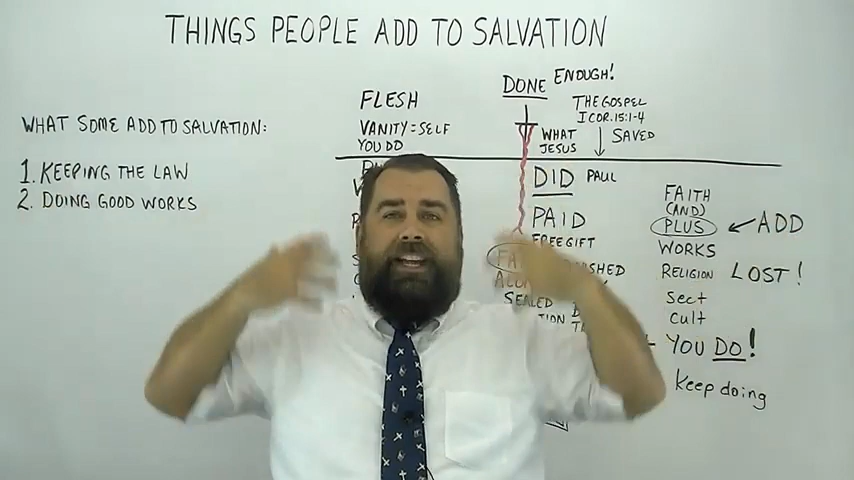 THINGS PEOPLE ADD TO SALVATION
WHAT SOME ADD TO SALVATION:
1. KEEPING THE LAW
2. DOING GOOD WORKS
FLESH
VANITY = SELF
YOU DO
DONE ENOUGH!
THE GOSPEL
I COR. 15:1-4
WHAT
JESUS
SAVED
DID PAUL
PAID
FREE GIFT
SEALED
FAITH
(AND)
PLUS
ADD
WORKS
RELIGION LOST!
Sect
Cult
YOU DO!
Keep doing